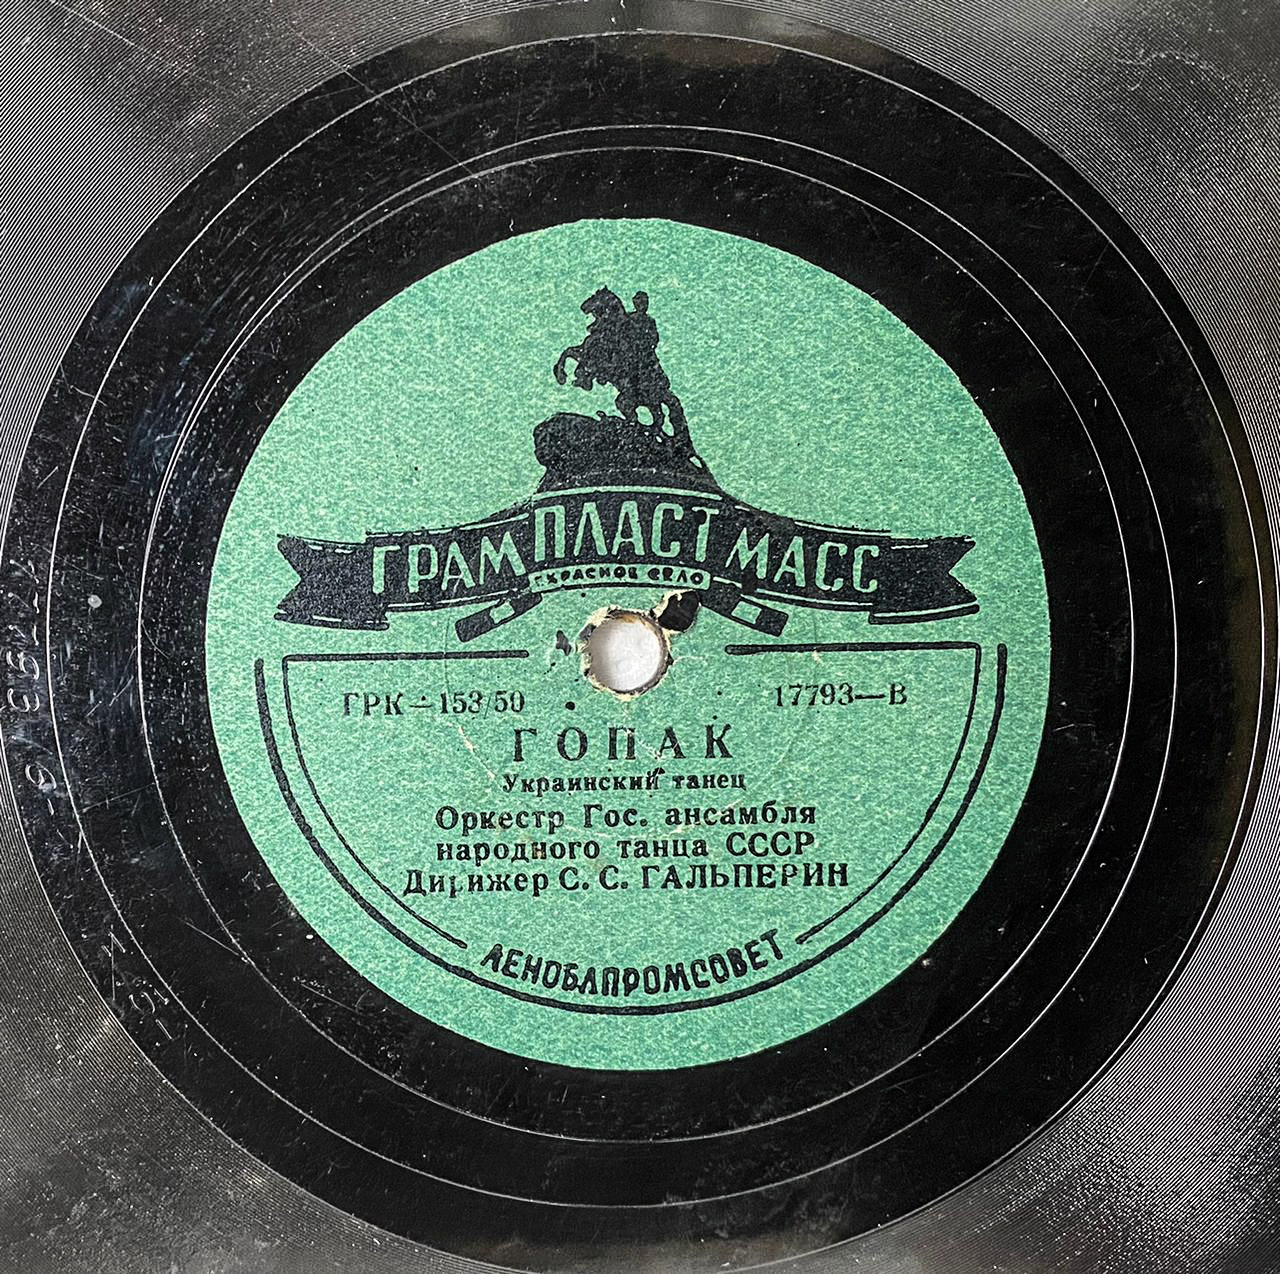 ГРАМПЛАСТМАСС
КРАСНОЕ СЕЛО
ГРК—153/50 17793—В
ГОПАК
Украинский танец
Оркестр Гос. ансамбля
народного танца СССР
Дирижер С. С. ГАЛЬПЕРИН
ЛЕНОБЛПРОМСОВЕТ